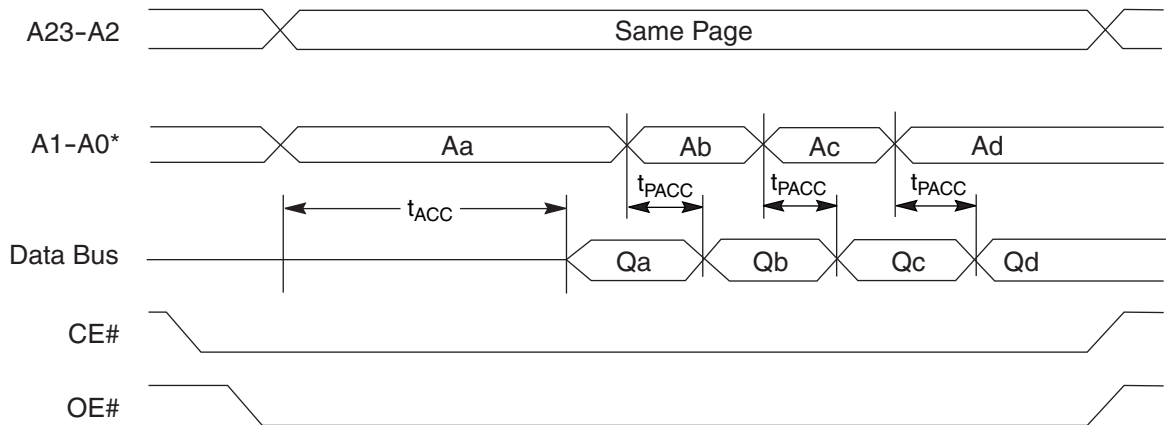 A23-A2 Same Page
A1-A0* Aa Ab Ac Ad
tACC tPACC tPACC tPACC
Data Bus Qa Qb Qc Qd
CE#
OE#